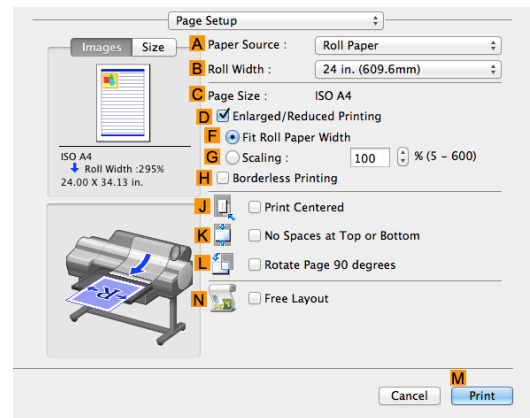 Page Setup
Images Size
A Paper Source : Roll Paper
B Roll Width : 24 in. (609.6mm)
C Page Size : ISO A4
D Enlarged/Reduced Printing
F Fit Roll Paper Width
G Scaling : 100 % (5 - 600)
H Borderless Printing
ISO A4
Roll Width :295%
24.00 X 34.13 in.
J Print Centered
K No Spaces at Top or Bottom
L Rotate Page 90 degrees
N Free Layout
R
M
Cancel Print